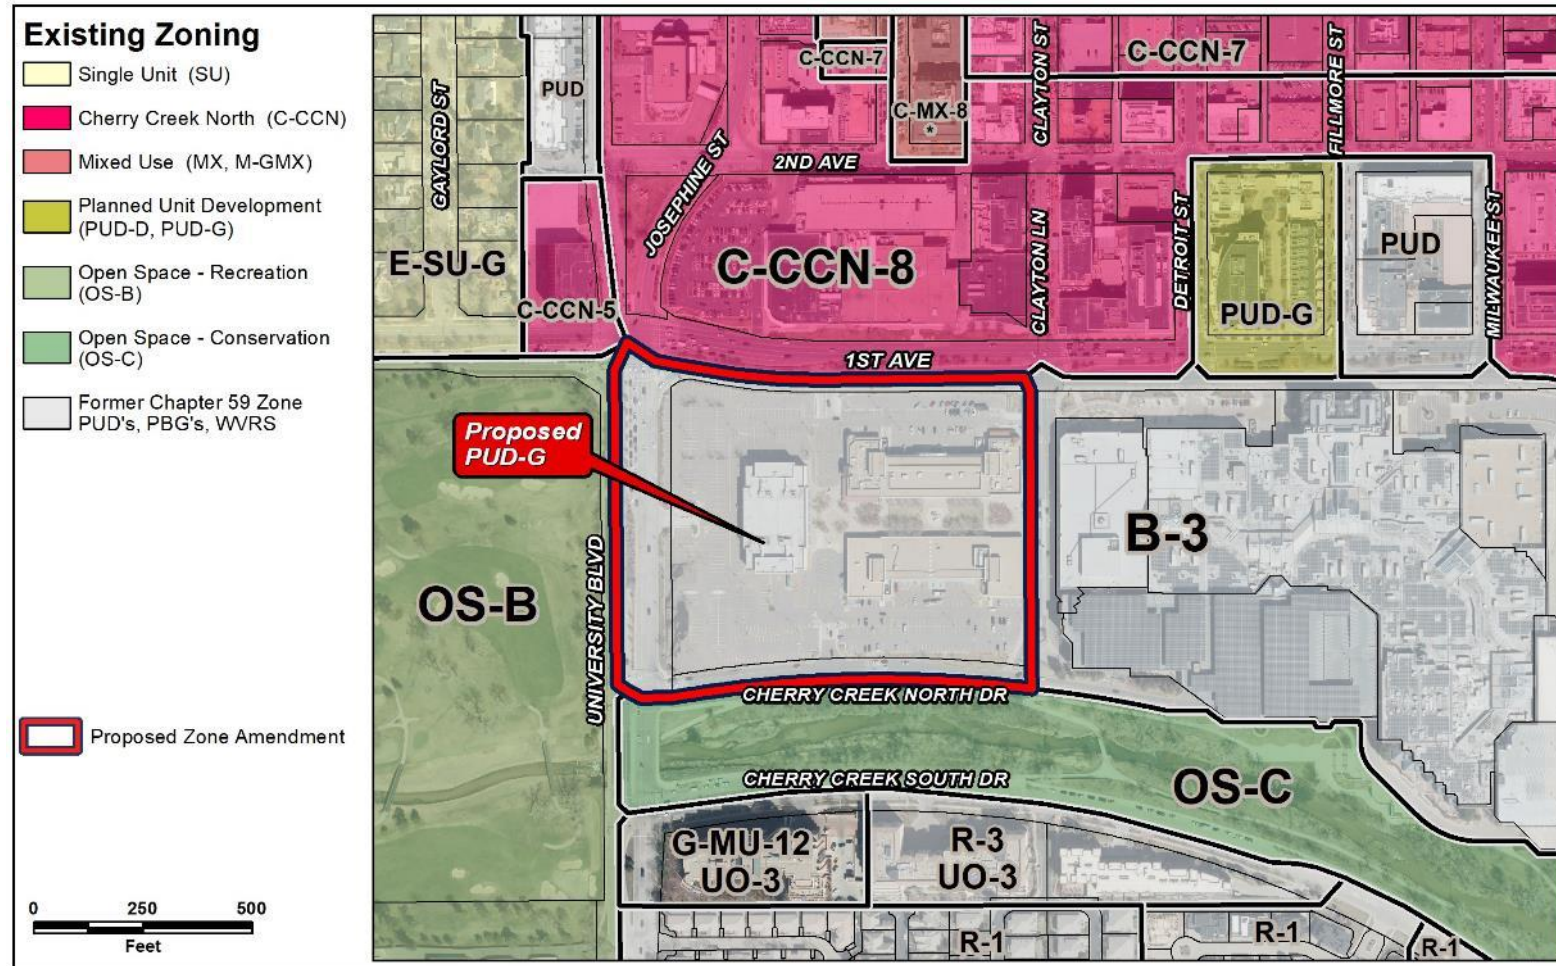 Existing Zoning
Single Unit (SU)
Cherry Creek North (C-CCN)
Mixed Use (MX, M-GMX)
Planned Unit Development
(PUD-D, PUD-G)
Open Space - Recreation
(OS-B)
Open Space - Conservation
(OS-C)
Former Chapter 59 Zone
PUD's, PBG's, WVRS
Proposed Zone Amendment
0 250 500
Feet
PUD
C-CCN-7
C-CCN-7
C-MX-8
*
GAYLORD ST
JOSEPHINE ST
2ND AVE
CLAYTON ST
FILLMORE ST
E-SU-G
C-CCN-5
C-CCN-8
CLAYTON LN
DETROIT ST
PUD-G
PUD
MILWAUKEE ST
1ST AVE
Proposed
PUD-G
OS-B
UNIVERSITY BLVD
B-3
CHERRY CREEK NORTH DR
CHERRY CREEK SOUTH DR
OS-C
G-MU-12
UO-3
R-3
UO-3
R-1
R-1
R-1